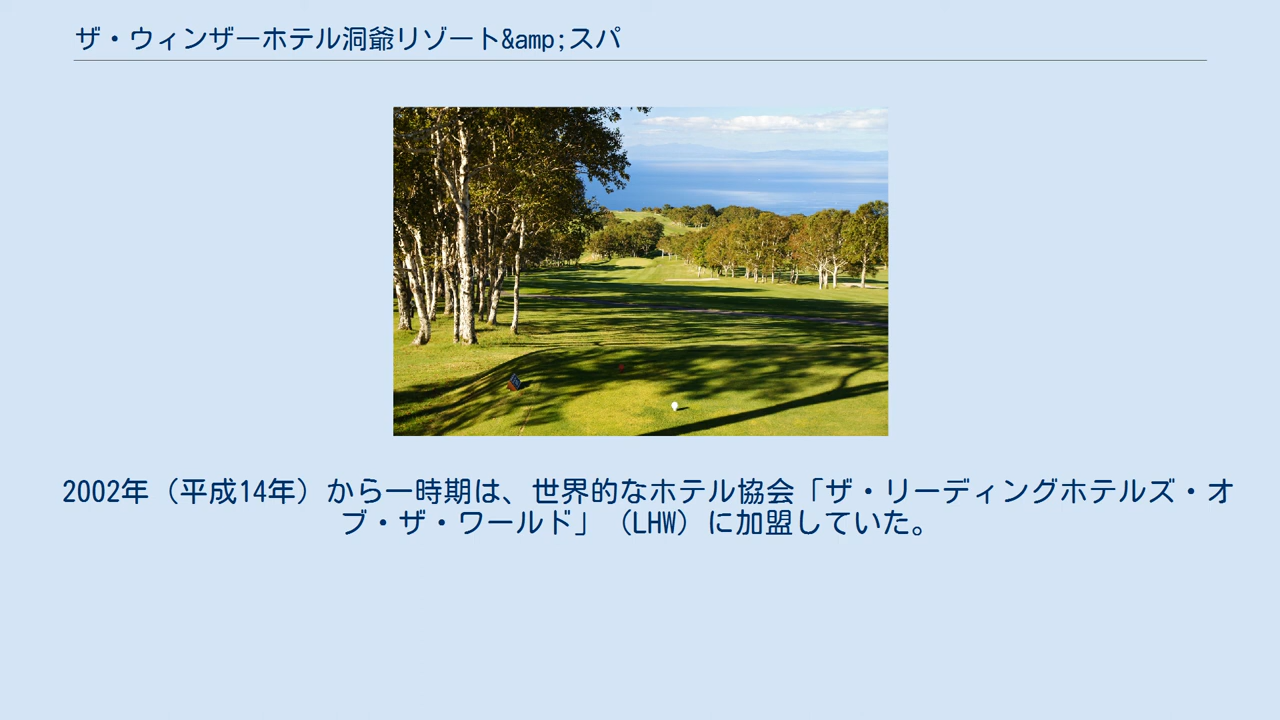 ザ・ウィンザーホテル洞爺リゾート&amp;スパ
2002年（平成14年）から一時期は、世界的なホテル協会「ザ・リーディングホテルズ・オ
ブ・ザ・ワールド」（LHW）に加盟していた。